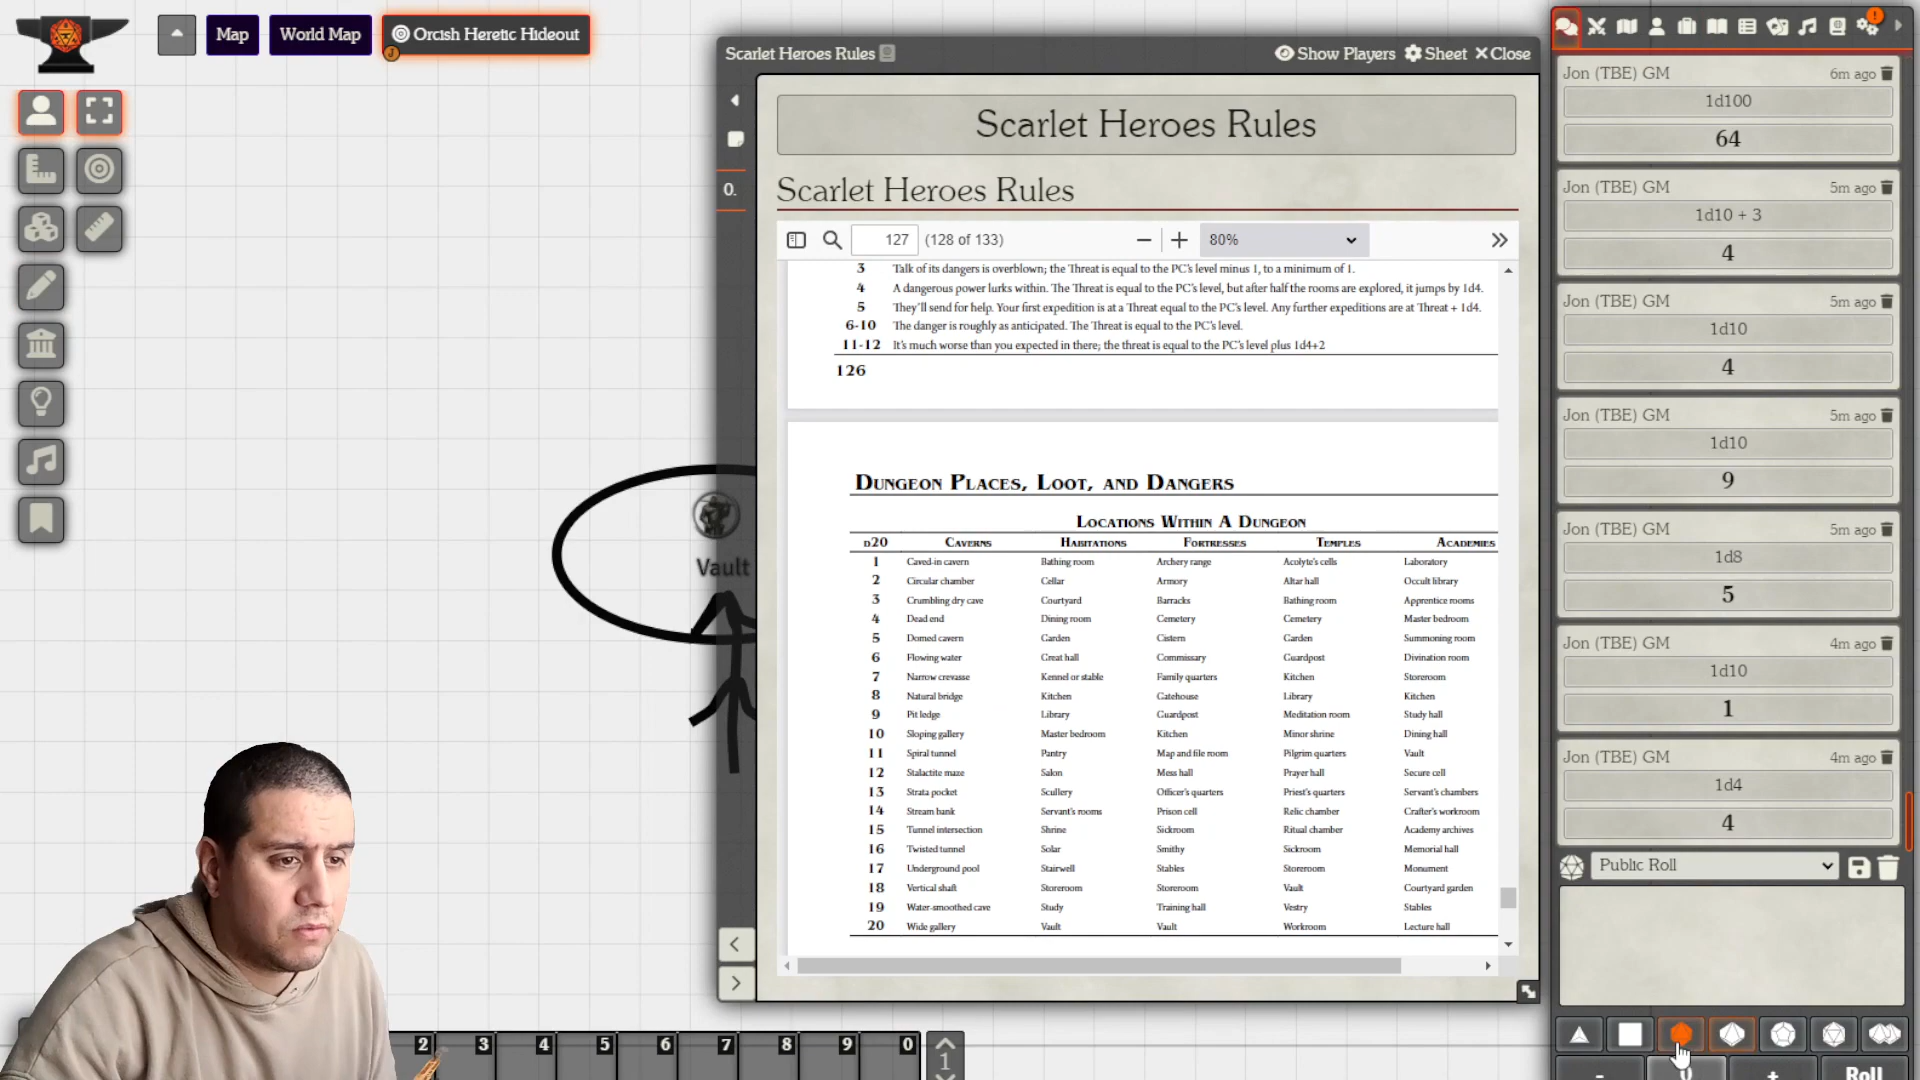 Map
World Map
Orcish Heretic Hideout
J
Vault
2 3 4 5 6 7 8 9 0
1
Scarlet Heroes Rules
Show Players
Sheet
Close
Scarlet Heroes Rules
0.
Scarlet Heroes Rules
127 (128 of 133)
80%
3 Talk of its dangers is overblown; the Threat is equal to the PC's level minus 1, to a minimum of 1.
4 A dangerous power lurks within. The Threat is equal to the PC's level, but after half the rooms are explored, it jumps by 1d4.
5 They'll send for help. Your first expedition is at a Threat equal to the PC's level. Any further expeditions are at Threat + 1d4.
6-10 The danger is roughly as anticipated. The Threat is equal to the PC's level.
11-12 It's much worse than you expected in there; the threat is equal to the PC's level plus 1d4+2
126
Dungeon Places, Loot, and Dangers
Locations Within A Dungeon
D20 Caverns Habitations Fortresses Temples Academies
1 Caved-in cavern Bathing room Archery range Acolyte's cells Laboratory
2 Circular chamber Cellar Armory Altar hall Occult library
3 Crumbling dry cave Courtyard Barracks Bathing room Apprentice rooms
4 Dead end Dining room Cemetery Cemetery Master bedroom
5 Domed cavern Garden Cistern Garden Summoning room
6 Flowing water Great hall Commissary Guardpost Divination room
7 Narrow crevasse Kennel or stable Family quarters Kitchen Storeroom
8 Natural bridge Kitchen Gatehouse Library Kitchen
9 Pit ledge Library Guardpost Meditation room Study hall
10 Sloping gallery Master bedroom Kitchen Minor shrine Dining hall
11 Spiral tunnel Pantry Map and file room Pilgrim quarters Vault
12 Stalactite maze Salon Mess hall Prayer hall Secure cell
13 Strata pocket Scullery Officer's quarters Priest's quarters Servant's chambers
14 Stream bank Servant's rooms Prison cell Relic chamber Crafter's workroom
15 Tunnel intersection Shrine Sickroom Ritual chamber Academy archives
16 Twisted tunnel Solar Smithy Sickroom Memorial hall
17 Underground pool Stairwell Stables Storeroom Monument
18 Vertical shaft Storeroom Storeroom Vault Courtyard garden
19 Water-smoothed cave Study Training hall Vestry Stables
20 Wide gallery Vault Vault Workroom Lecture hall
Jon (TBE) GM 6m ago
1d100
64
Jon (TBE) GM 5m ago
1d10 + 3
4
Jon (TBE) GM 5m ago
1d10
4
Jon (TBE) GM 5m ago
1d10
9
Jon (TBE) GM 5m ago
1d8
5
Jon (TBE) GM 4m ago
1d10
1
Jon (TBE) GM 4m ago
1d4
4
Public Roll
- 0 + Roll